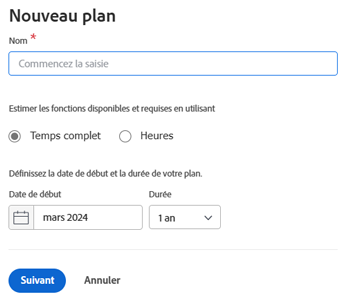 Nouveau plan
Nom *
Commencez la saisie
Estimer les fonctions disponibles et requises en utilisant
Temps complet Heures
Définissez la date de début et la durée de votre plan.
Date de début Durée
mars 2024 1 an
Suivant Annuler